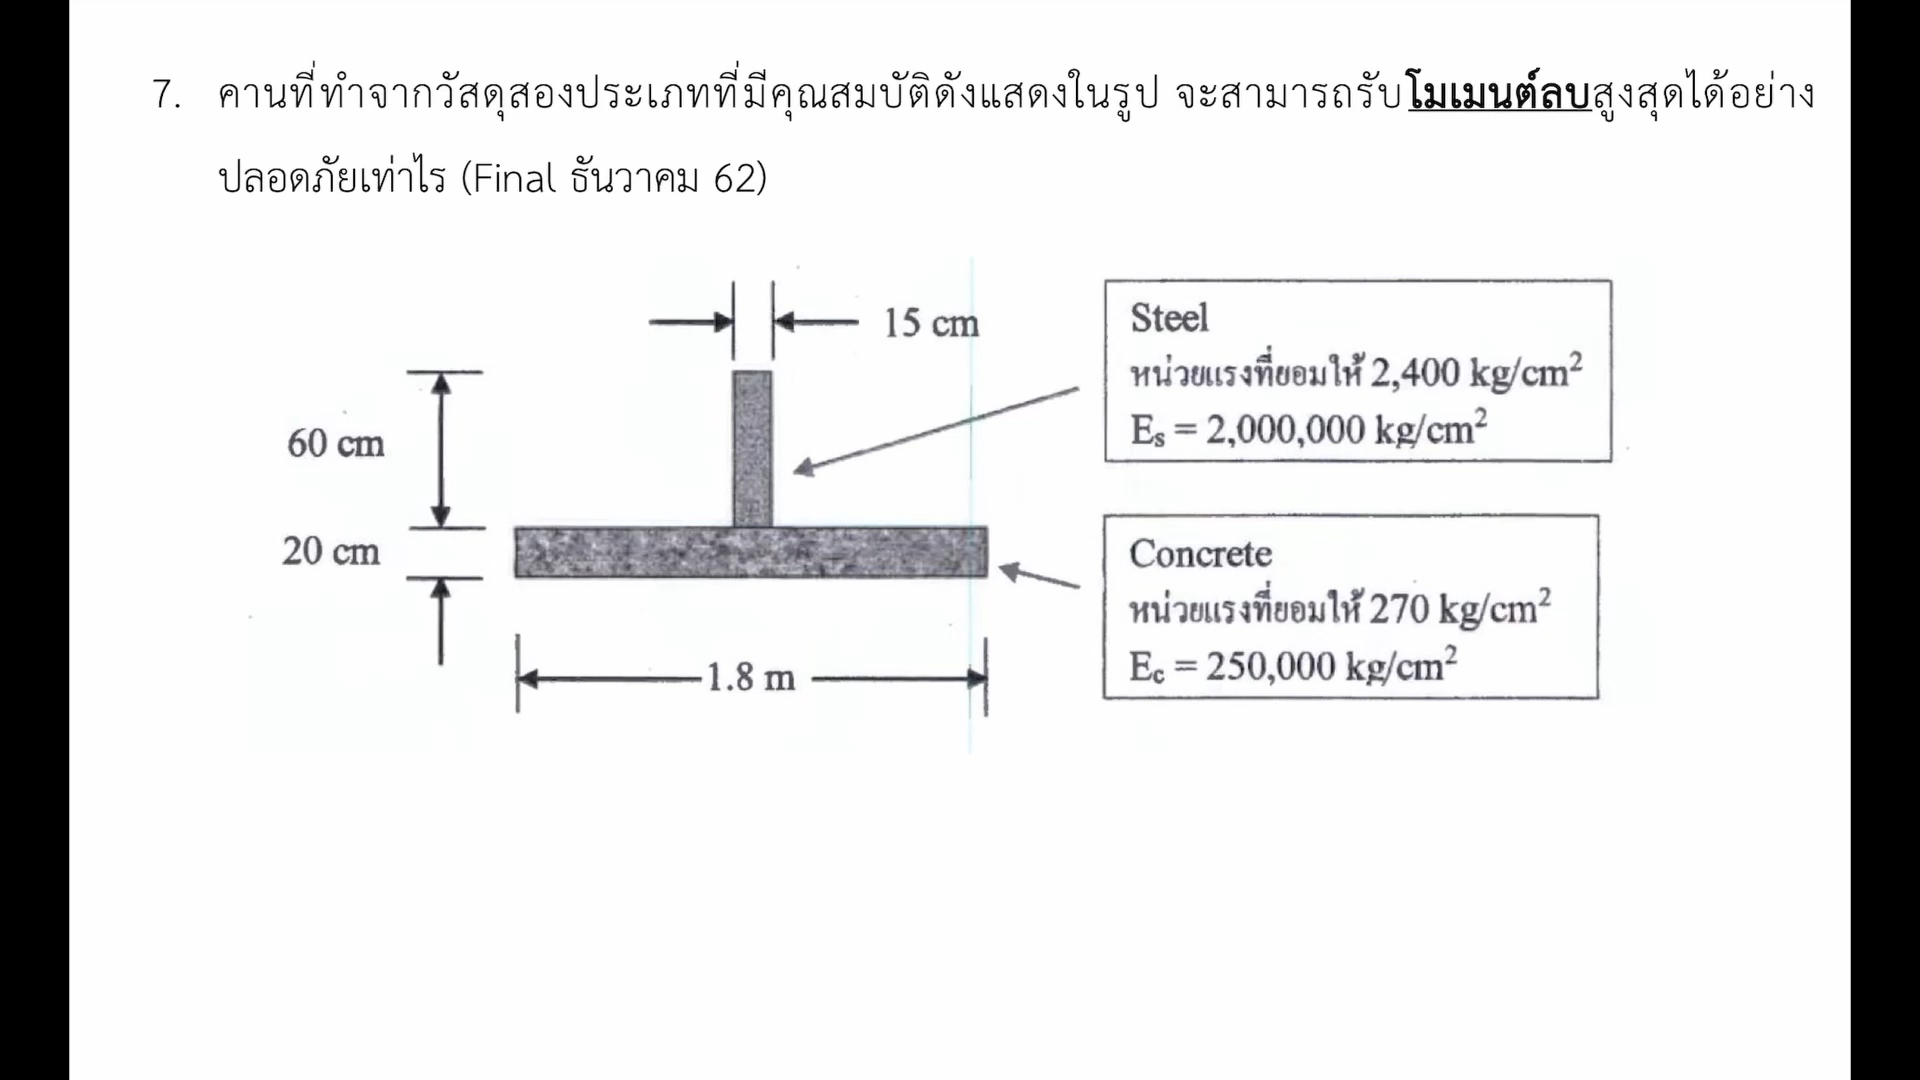 7. คานที่ทำจากวัสดุสองประเภทที่มีคุณสมบัติดังแสดงในรูป จะสามารถรับโมเมนต์ลบสูงสุดได้อย่าง
ปลอดภัยเท่าไร (Final ธันวาคม 62)
15 cm
60 cm
20 cm
1.8 m
Steel
หน่วยแรงที่ยอมให้ 2,400 kg/cm²
Eₛ = 2,000,000 kg/cm²
Concrete
หน่วยแรงที่ยอมให้ 270 kg/cm²
E꜀ = 250,000 kg/cm²